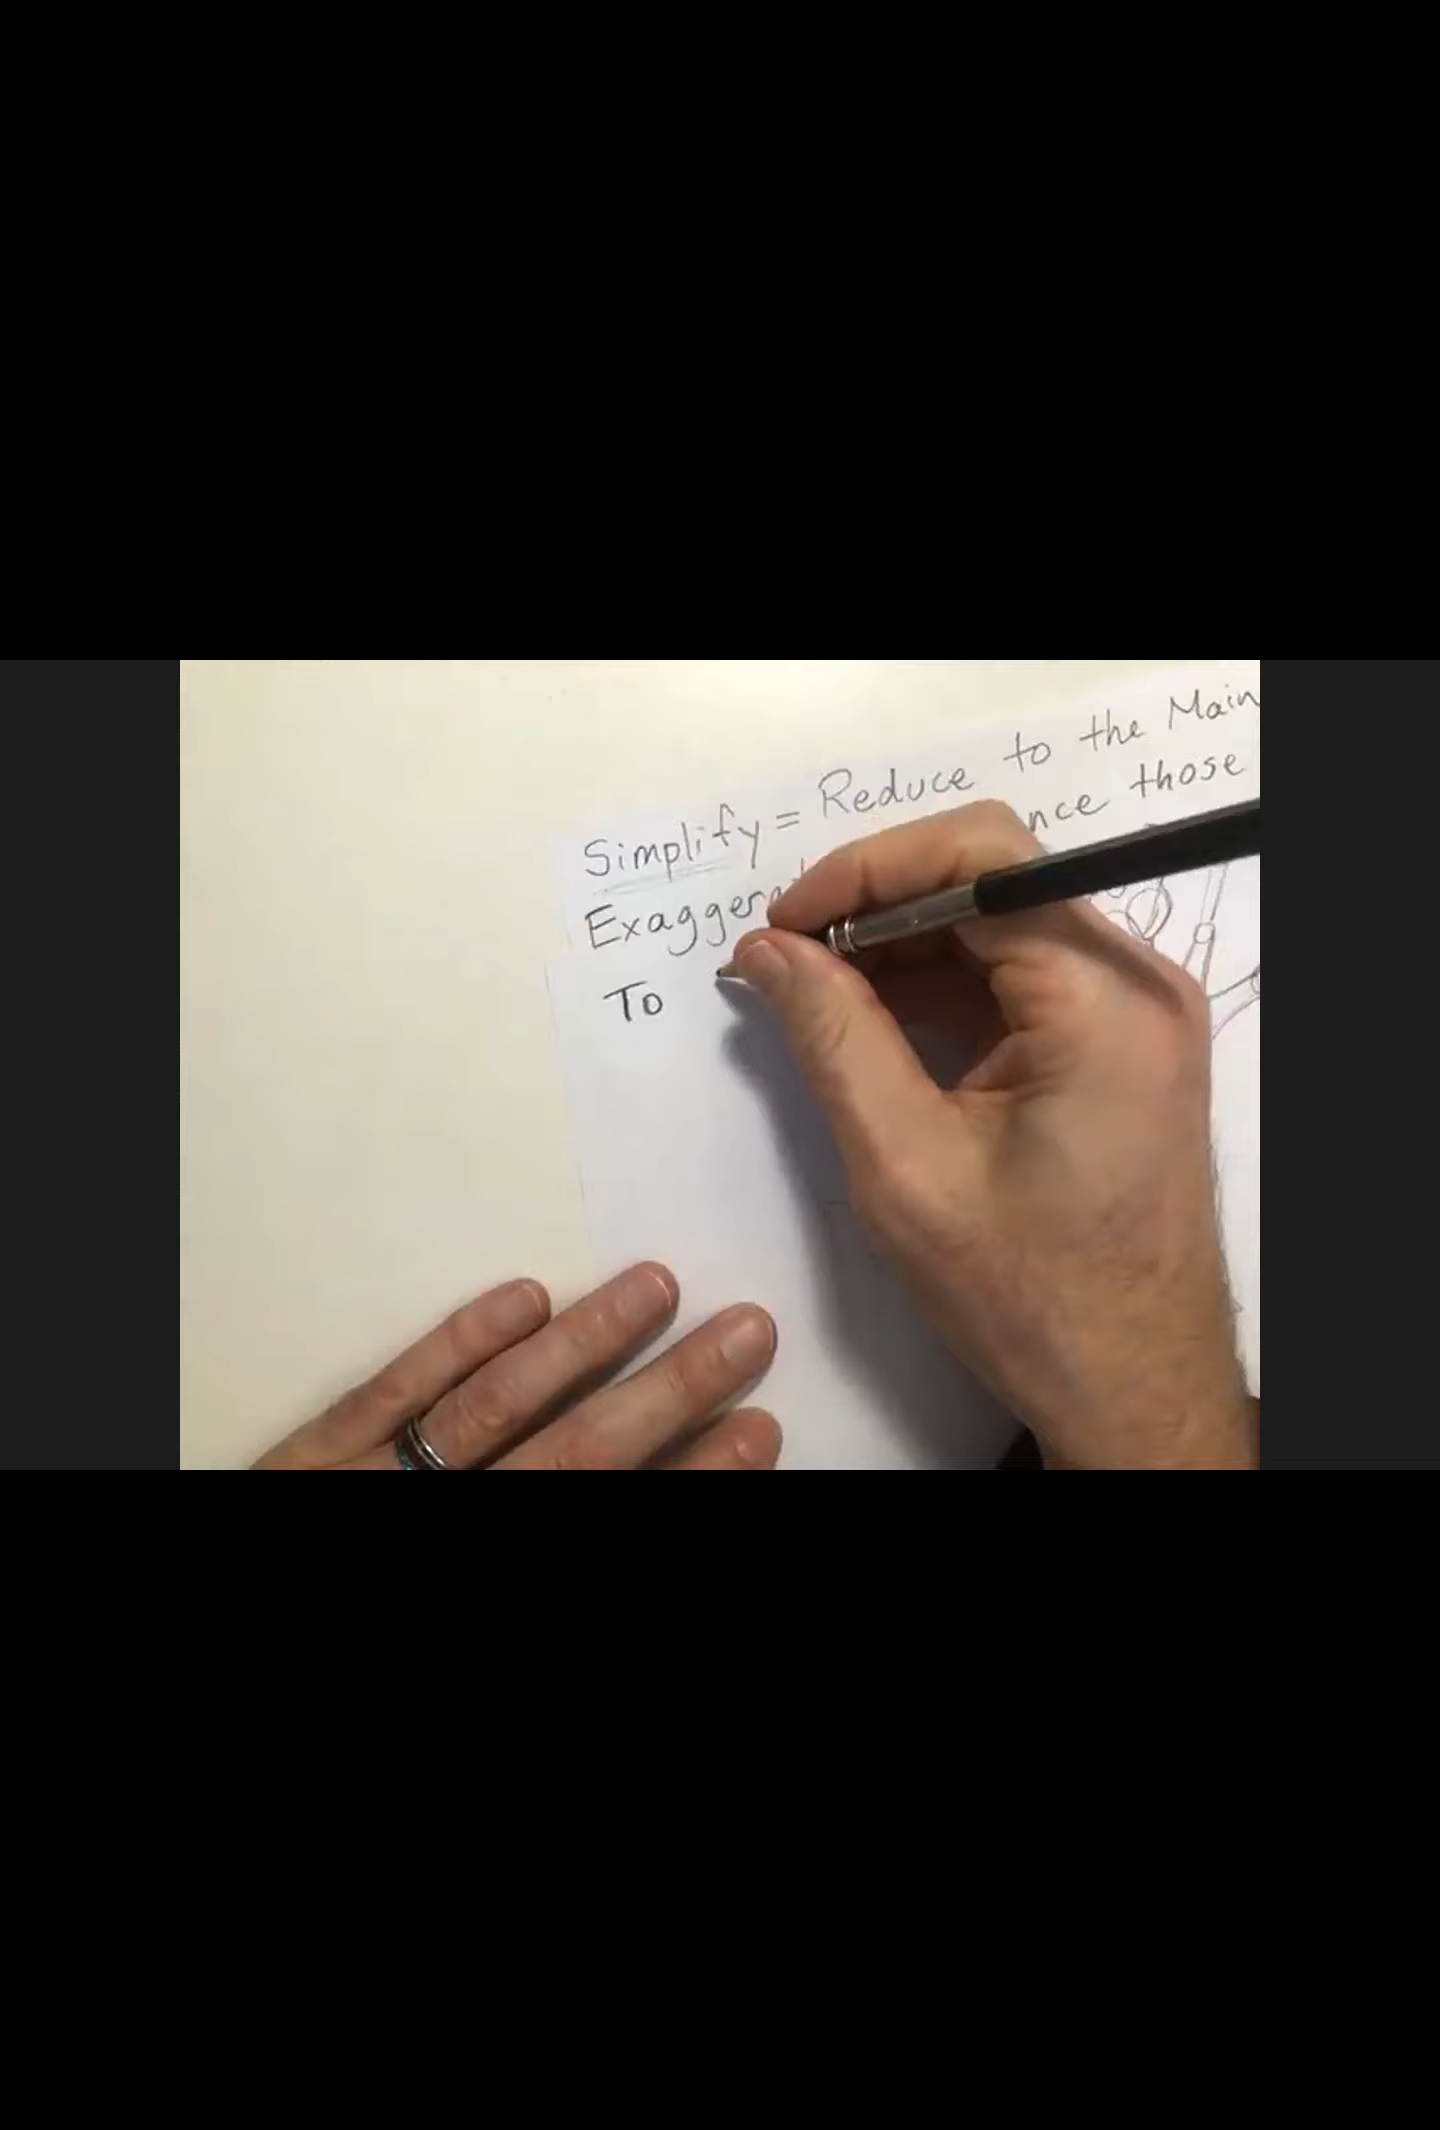 Simplify = Reduce to the Main
those
To